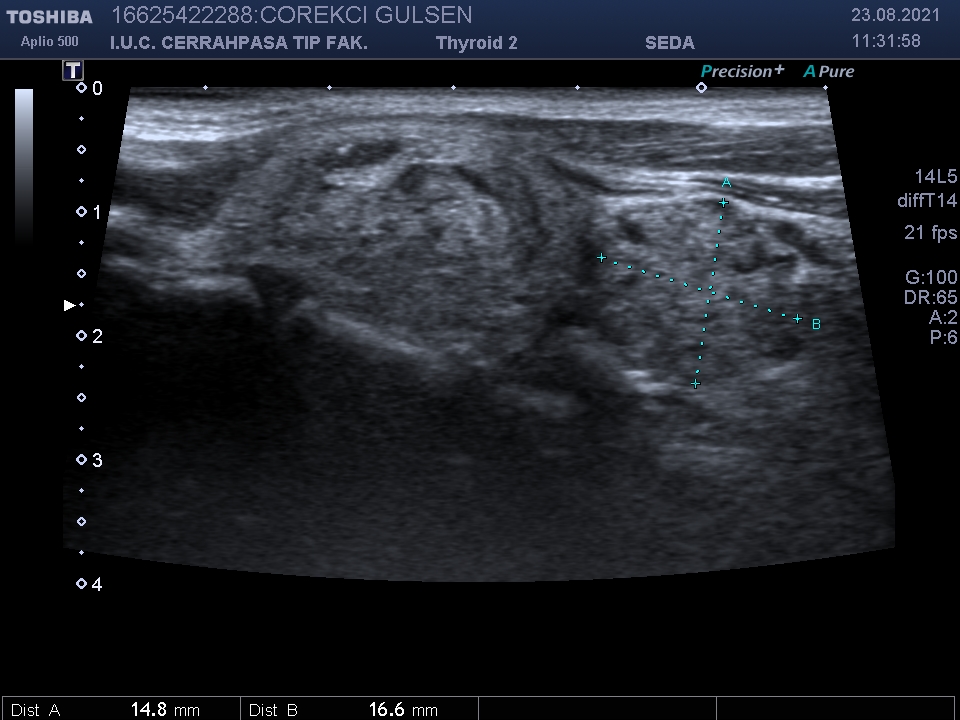 TOSHIBA 16625422288:COREKCI GULSEN 23.08.2021
Aplio 500 I.U.C. CERRAHPASA TIP FAK. Thyroid 2 SEDA 11:31:58
T Precision+ A Pure
0
A
14L5
diffT14
1
21 fps
G:100
DR:65
A:2
B
P:6
2
3
4
Dist A 14.8 mm Dist B 16.6 mm